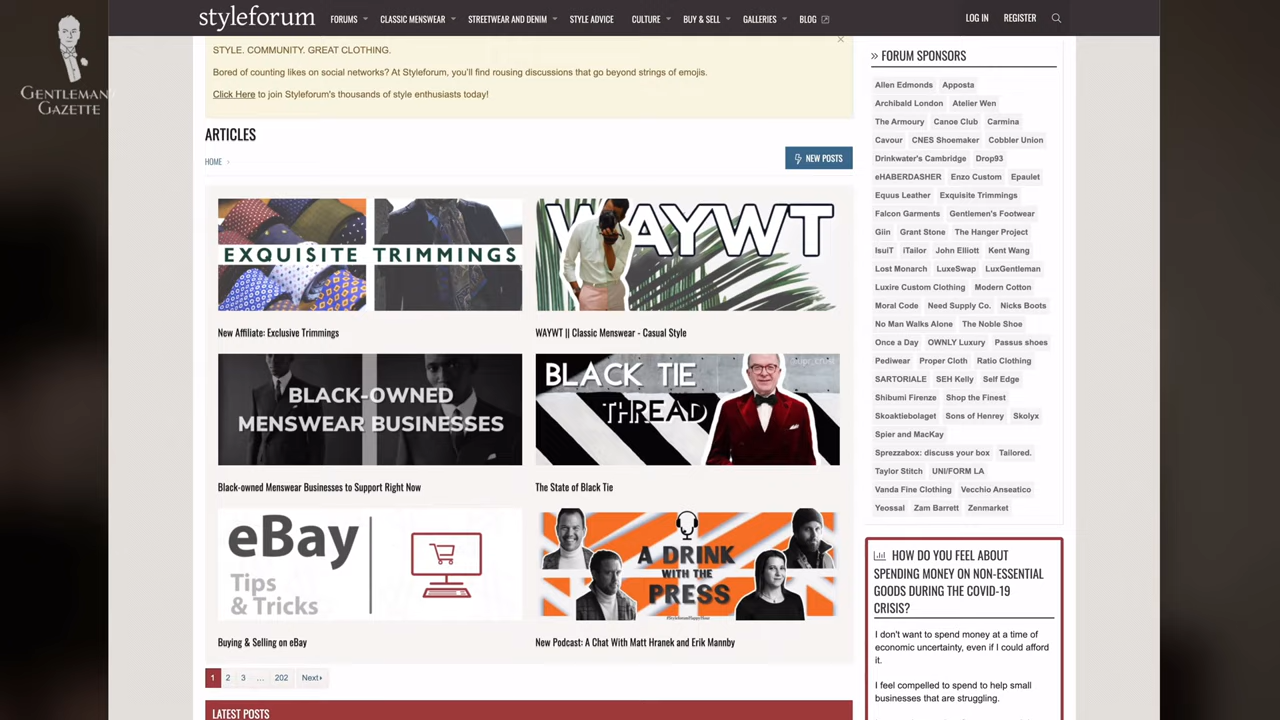 GENTLEMAN'S
GAZETTE
styleforum
FORUMS
CLASSIC MENSWEAR
STREETWEAR AND DENIM
STYLE ADVICE
CULTURE
BUY & SELL
GALLERIES
BLOG
LOG IN
REGISTER
STYLE. COMMUNITY. GREAT CLOTHING.
Bored of counting likes on social networks? At Styleforum, you'll find rousing discussions that go beyond strings of emojis.
Click Here to join Styleforum's thousands of style enthusiasts today!
ARTICLES
HOME
NEW POSTS
EXQUISITE TRIMMINGS
New Affiliate: Exclusive Trimmings
WAYWT
WAYWT || Classic Menswear - Casual Style
BLACK-OWNED
MENSWEAR BUSINESSES
Black-owned Menswear Businesses to Support Right Now
BLACK TIE
THREAD
The State of Black Tie
eBay
Tips
& Tricks
Buying & Selling on eBay
A DRINK
WITH THE
PRESS
New Podcast: A Chat With Matt Hranek and Erik Mannby
1 2 3 ... 202 Next
LATEST POSTS
FORUM SPONSORS
Allen Edmonds Apposta
Archibald London Atelier Wen
The Armoury Canoe Club Carmina
Cavour CNES Shoemaker Cobbler Union
Drinkwater's Cambridge Drop93
eHABERDASHER Enzo Custom Epaulet
Equus Leather Exquisite Trimmings
Falcon Garments Gentlemen's Footwear
Giin Grant Stone The Hanger Project
IsuiT iTailor John Elliott Kent Wang
Lost Monarch LuxeSwap LuxGentleman
Luxire Custom Clothing Modern Cotton
Moral Code Need Supply Co. Nicks Boots
No Man Walks Alone The Noble Shoe
Once a Day OWNLY Luxury Passus shoes
Pediwear Proper Cloth Ratio Clothing
SARTORIALE SEH Kelly Self Edge
Shibumi Firenze Shop the Finest
Skoaktiebolaget Sons of Henrey Skolyx
Spier and MacKay
Sprezzabox: discuss your box Tailored.
Taylor Stitch UNI/FORM LA
Vanda Fine Clothing Vecchio Anseatico
Yeossal Zam Barrett Zenmarket
HOW DO YOU FEEL ABOUT
SPENDING MONEY ON NON-ESSENTIAL
GOODS DURING THE COVID-19
CRISIS?
I don't want to spend money at a time of
economic uncertainty, even if I could afford
it.
I feel compelled to spend to help small
businesses that are struggling.